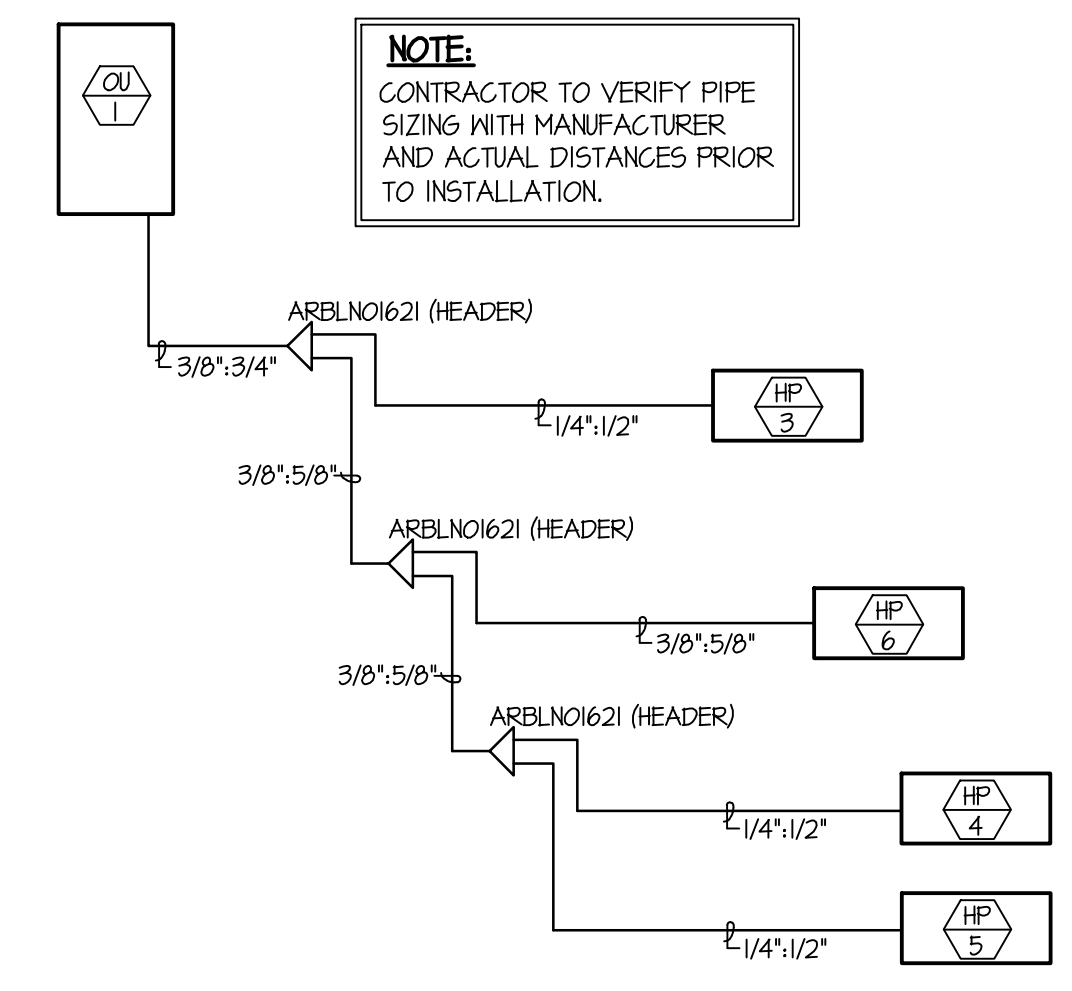 OU
1
NOTE:
CONTRACTOR TO VERIFY PIPE
SIZING WITH MANUFACTURER
AND ACTUAL DISTANCES PRIOR
TO INSTALLATION.
ARBLN01621 (HEADER)
3/8":3/4"
HP
3
1/4":1/2"
3/8":5/8"
ARBLN01621 (HEADER)
HP
6
3/8":5/8"
3/8":5/8"
ARBLN01621 (HEADER)
HP
4
1/4":1/2"
HP
5
1/4":1/2"